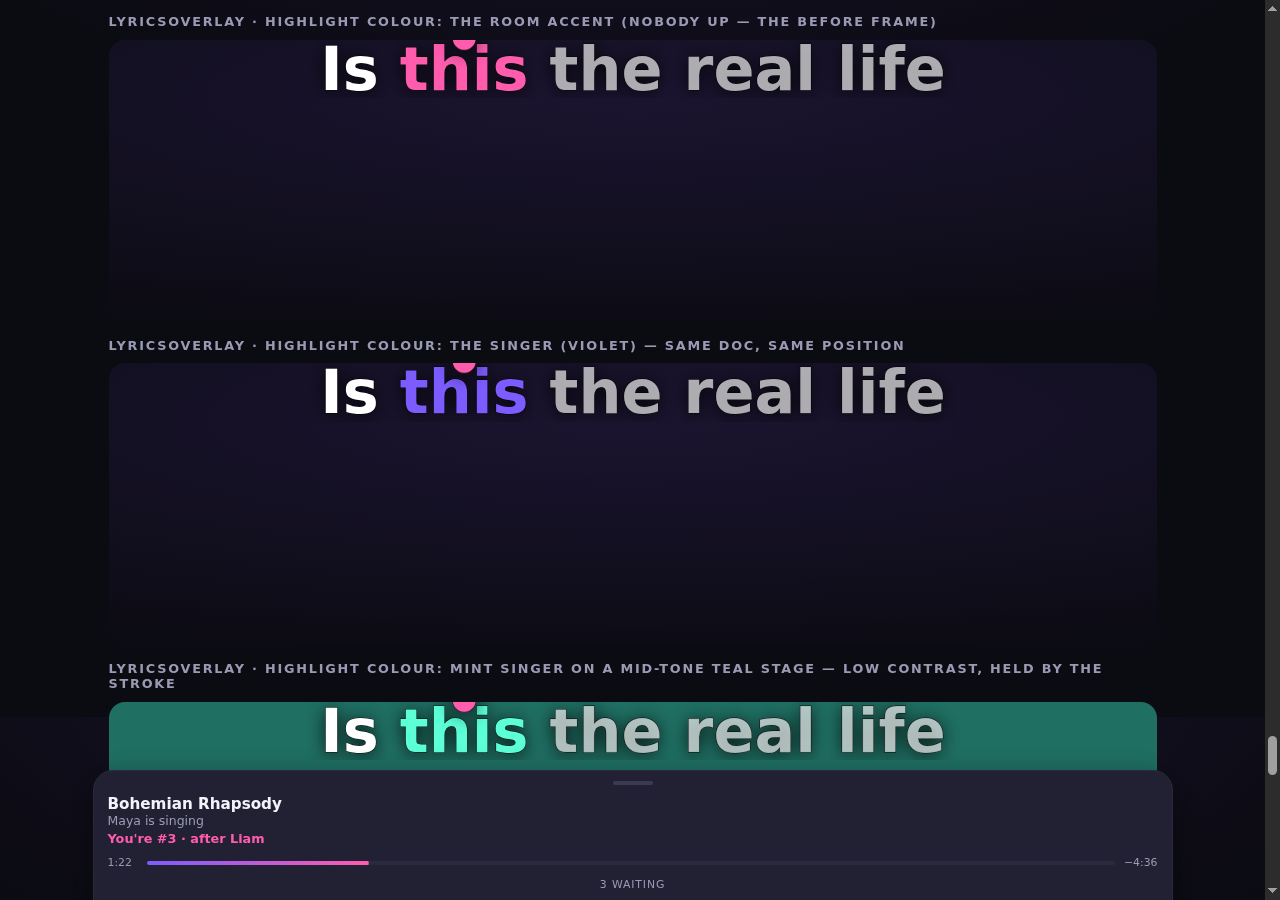 LYRICSOVERLAY · HIGHLIGHT COLOUR: THE ROOM ACCENT (NOBODY UP — THE BEFORE FRAME)
Is this the real life
LYRICSOVERLAY · HIGHLIGHT COLOUR: THE SINGER (VIOLET) — SAME DOC, SAME POSITION
Is this the real life
LYRICSOVERLAY · HIGHLIGHT COLOUR: MINT SINGER ON A MID-TONE TEAL STAGE — LOW CONTRAST, HELD BY THE
STROKE
Is this the real life
Bohemian Rhapsody
Maya is singing
You're #3 · after Liam
1:22 −4:36
3 WAITING